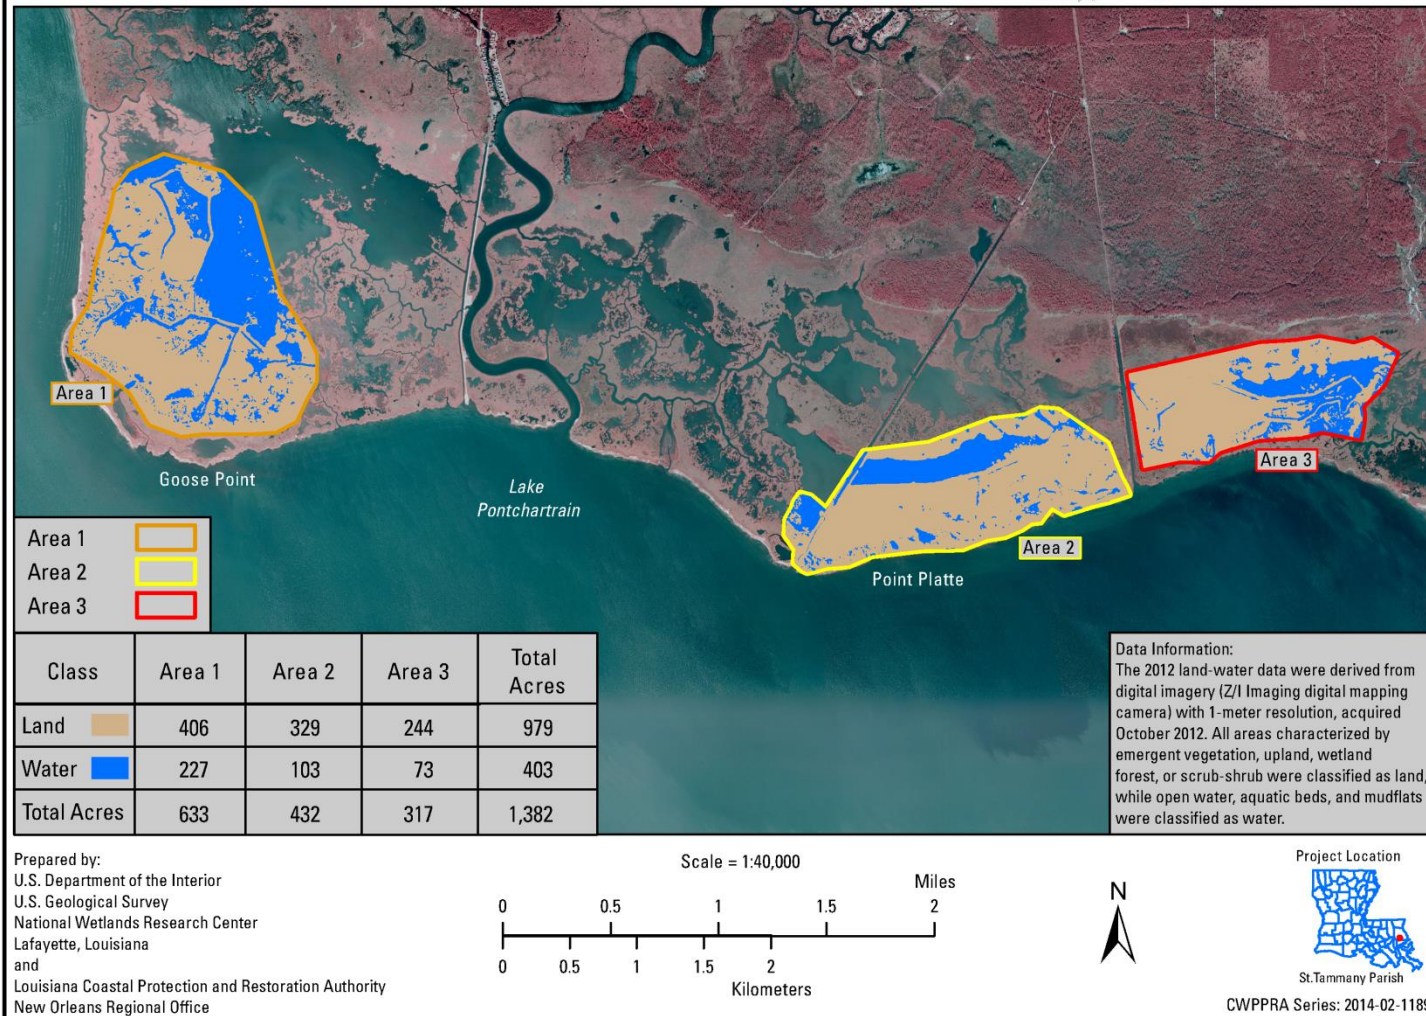 Area 1
Goose Point
Lake
Pontchartrain
Area 2
Point Platte
Area 3
Area 1
Area 2
Area 3
Class Area 1 Area 2 Area 3 Total Acres
Land 406 329 244 979
Water 227 103 73 403
Total Acres 633 432 317 1,382
Data Information:
The 2012 land-water data were derived from
digital imagery (Z/I Imaging digital mapping
camera) with 1-meter resolution, acquired
October 2012. All areas characterized by
emergent vegetation, upland, wetland
forest, or scrub-shrub were classified as land,
while open water, aquatic beds, and mudflats
were classified as water.
Prepared by:
U.S. Department of the Interior
U.S. Geological Survey
National Wetlands Research Center
Lafayette, Louisiana
and
Louisiana Coastal Protection and Restoration Authority
New Orleans Regional Office
Scale = 1:40,000
Miles
0 0.5 1 1.5 2
0 0.5 1 1.5 2
Kilometers
N
Project Location
St.Tammany Parish
CWPPRA Series: 2014-02-1189